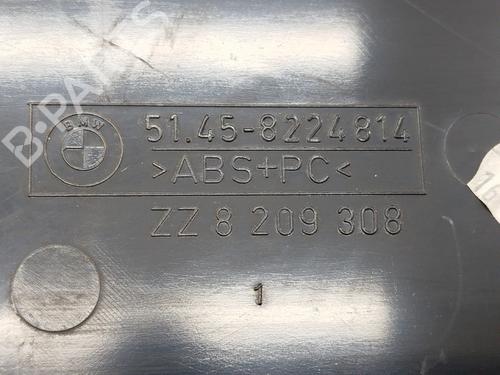 B-PARTS
BMW
51.45-8224814
>ABS+PC<
ZZ 8 209 308
1